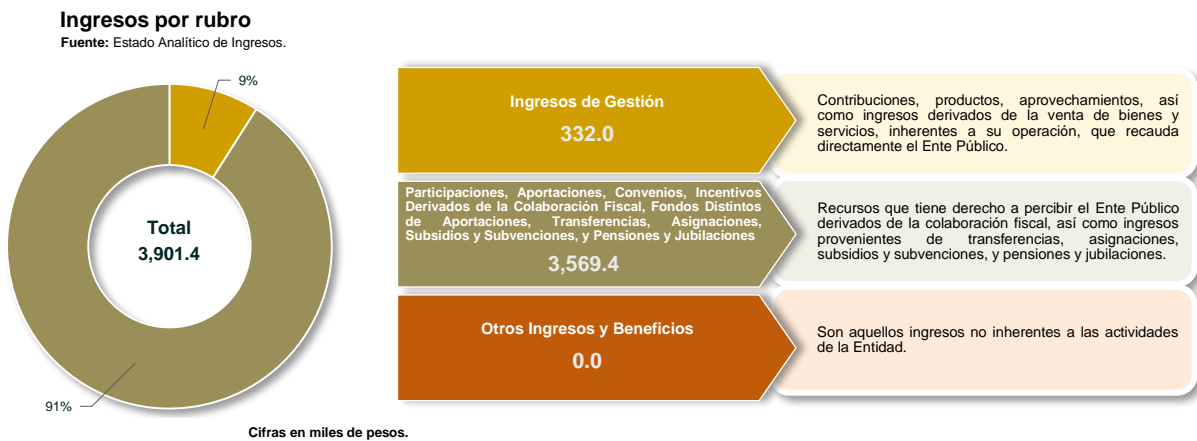 Ingresos por rubro
Fuente: Estado Analítico de Ingresos.
9%
Total
3,901.4
91%
Ingresos de Gestión
332.0
Contribuciones, productos, aprovechamientos, así
como ingresos derivados de la venta de bienes y
servicios, inherentes a su operación, que recauda
directamente el Ente Público.
Participaciones, Aportaciones, Convenios, Incentivos
Derivados de la Colaboración Fiscal, Fondos Distintos
de Aportaciones, Transferencias, Asignaciones,
Subsidios y Subvenciones, y Pensiones y Jubilaciones
3,569.4
Recursos que tiene derecho a percibir el Ente Público
derivados de la colaboración fiscal, así como ingresos
provenientes de transferencias, asignaciones,
subsidios y subvenciones, y pensiones y jubilaciones.
Otros Ingresos y Beneficios
0.0
Son aquellos ingresos no inherentes a las actividades
de la Entidad.
Cifras en miles de pesos.